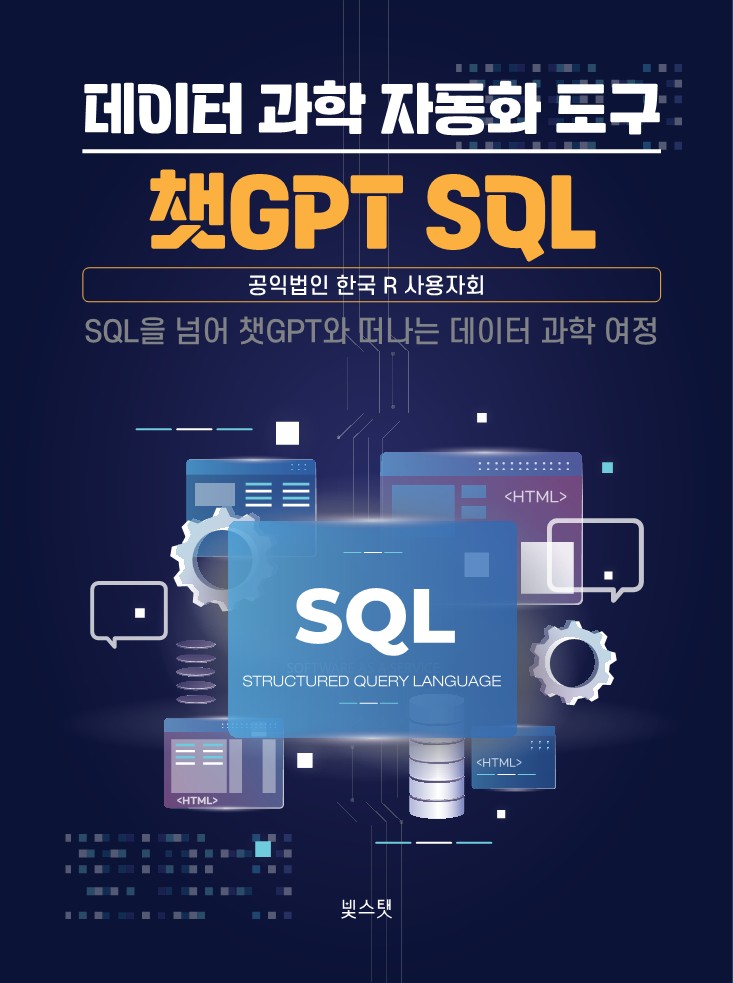 데이터 과학 자동화 도구
챗GPT SQL
공익법인 한국 R 사용자회
SQL을 넘어 챗GPT와 떠나는 데이터 과학 여정
<HTML>
SQL
STRUCTURED QUERY LANGUAGE
<HTML>
<HTML>
빛스탯